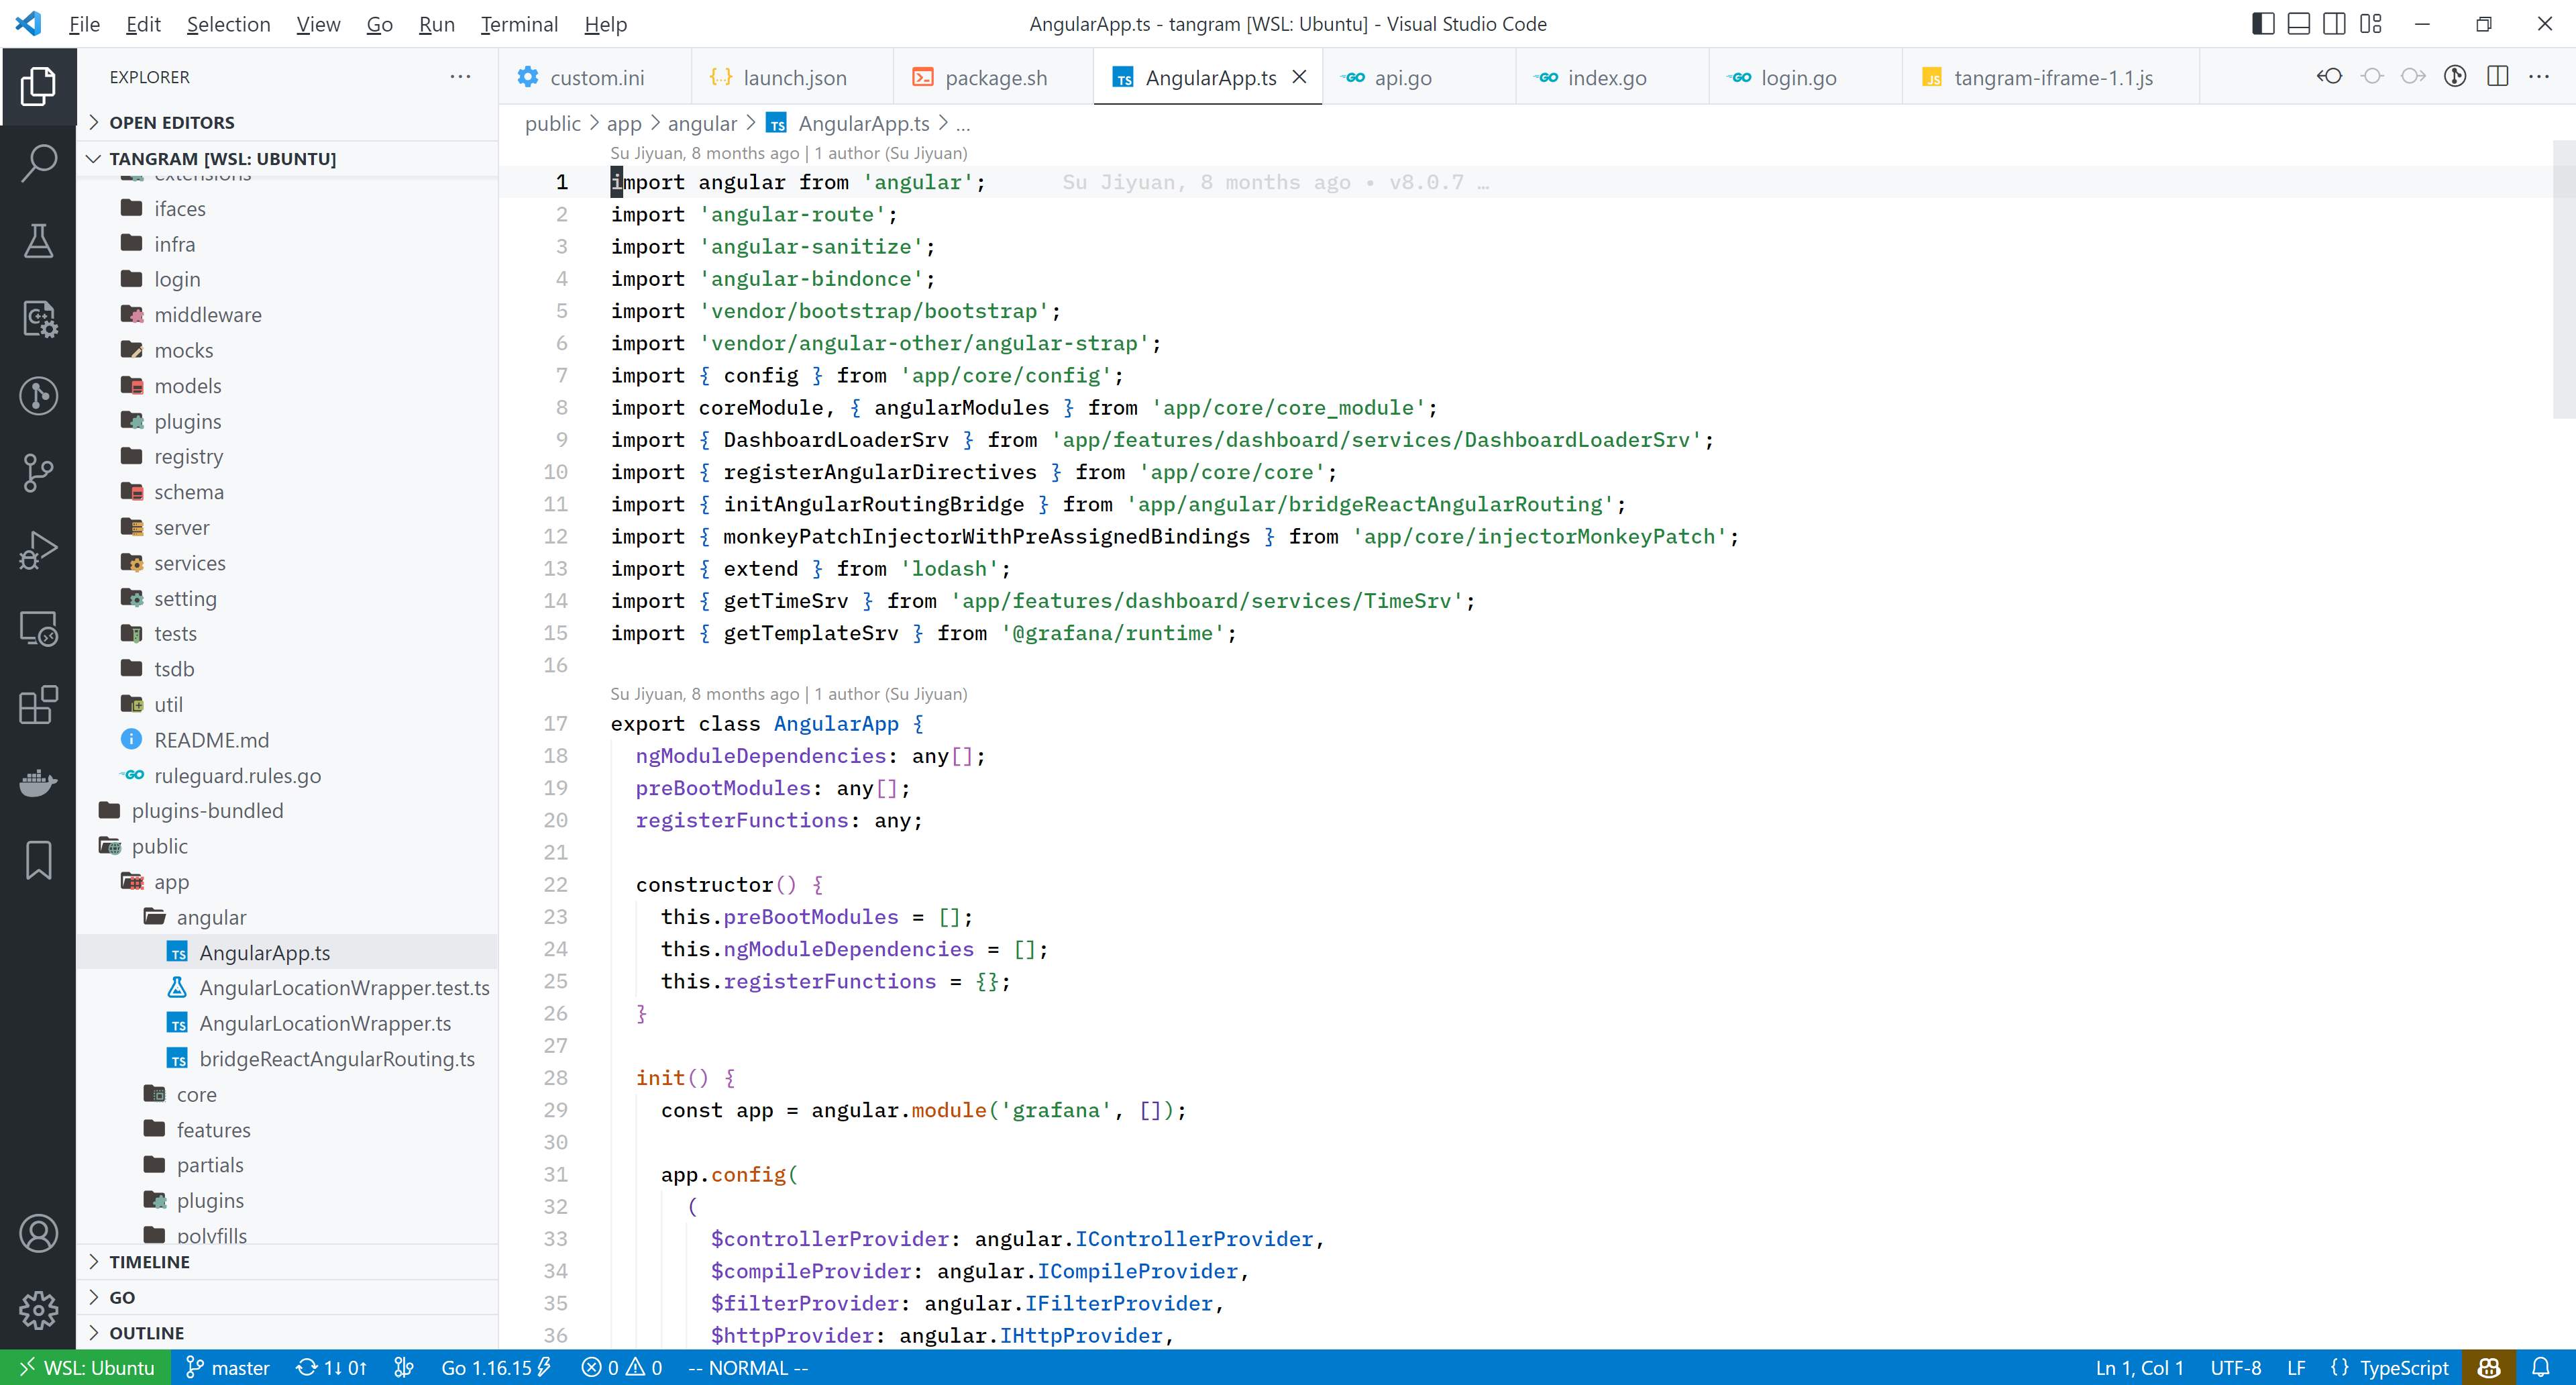 File Edit Selection View Go Run Terminal Help
AngularApp.ts - tangram [WSL: Ubuntu] - Visual Studio Code
EXPLORER
OPEN EDITORS
TANGRAM [WSL: UBUNTU]
extensions
ifaces
infra
login
middleware
mocks
models
plugins
registry
schema
server
services
setting
tests
tsdb
util
README.md
ruleguard.rules.go
plugins-bundled
public
app
angular
AngularApp.ts
AngularLocationWrapper.test.ts
AngularLocationWrapper.ts
bridgeReactAngularRouting.ts
core
features
partials
plugins
polyfills
TIMELINE
GO
OUTLINE
custom.ini launch.json package.sh AngularApp.ts api.go index.go login.go tangram-iframe-1.1.js
public > app > angular > AngularApp.ts > ...
Su Jiyuan, 8 months ago | 1 author (Su Jiyuan)
1 import angular from 'angular'; Su Jiyuan, 8 months ago • v8.0.7 …
2 import 'angular-route';
3 import 'angular-sanitize';
4 import 'angular-bindonce';
5 import 'vendor/bootstrap/bootstrap';
6 import 'vendor/angular-other/angular-strap';
7 import { config } from 'app/core/config';
8 import coreModule, { angularModules } from 'app/core/core_module';
9 import { DashboardLoaderSrv } from 'app/features/dashboard/services/DashboardLoaderSrv';
10 import { registerAngularDirectives } from 'app/core/core';
11 import { initAngularRoutingBridge } from 'app/angular/bridgeReactAngularRouting';
12 import { monkeyPatchInjectorWithPreAssignedBindings } from 'app/core/injectorMonkeyPatch';
13 import { extend } from 'lodash';
14 import { getTimeSrv } from 'app/features/dashboard/services/TimeSrv';
15 import { getTemplateSrv } from '@grafana/runtime';
16
Su Jiyuan, 8 months ago | 1 author (Su Jiyuan)
17 export class AngularApp {
18 ngModuleDependencies: any[];
19 preBootModules: any[];
20 registerFunctions: any;
21
22 constructor() {
23 this.preBootModules = [];
24 this.ngModuleDependencies = [];
25 this.registerFunctions = {};
26 }
27
28 init() {
29 const app = angular.module('grafana', []);
30
31 app.config(
32 (
33 $controllerProvider: angular.IControllerProvider,
34 $compileProvider: angular.ICompileProvider,
35 $filterProvider: angular.IFilterProvider,
36 $httpProvider: angular.IHttpProvider,
WSL: Ubuntu master 1↓ 0↑ Go 1.16.15 0 0 -- NORMAL -- Ln 1, Col 1 UTF-8 LF {} TypeScript